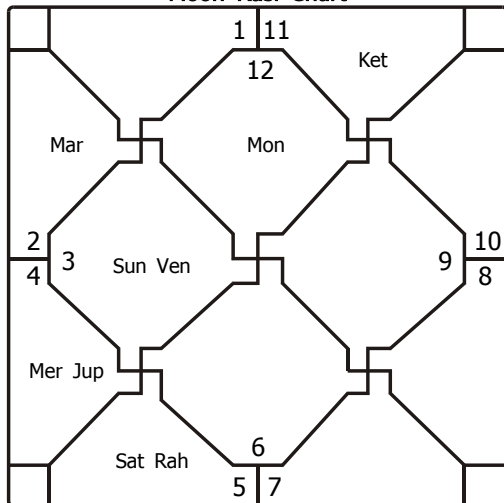 Moon Rasi Chart
1 11
12
Ket
Mar
Mon
2
10
3
Sun Ven
9
4
8
Mer Jup
6
Sat Rah
5 7